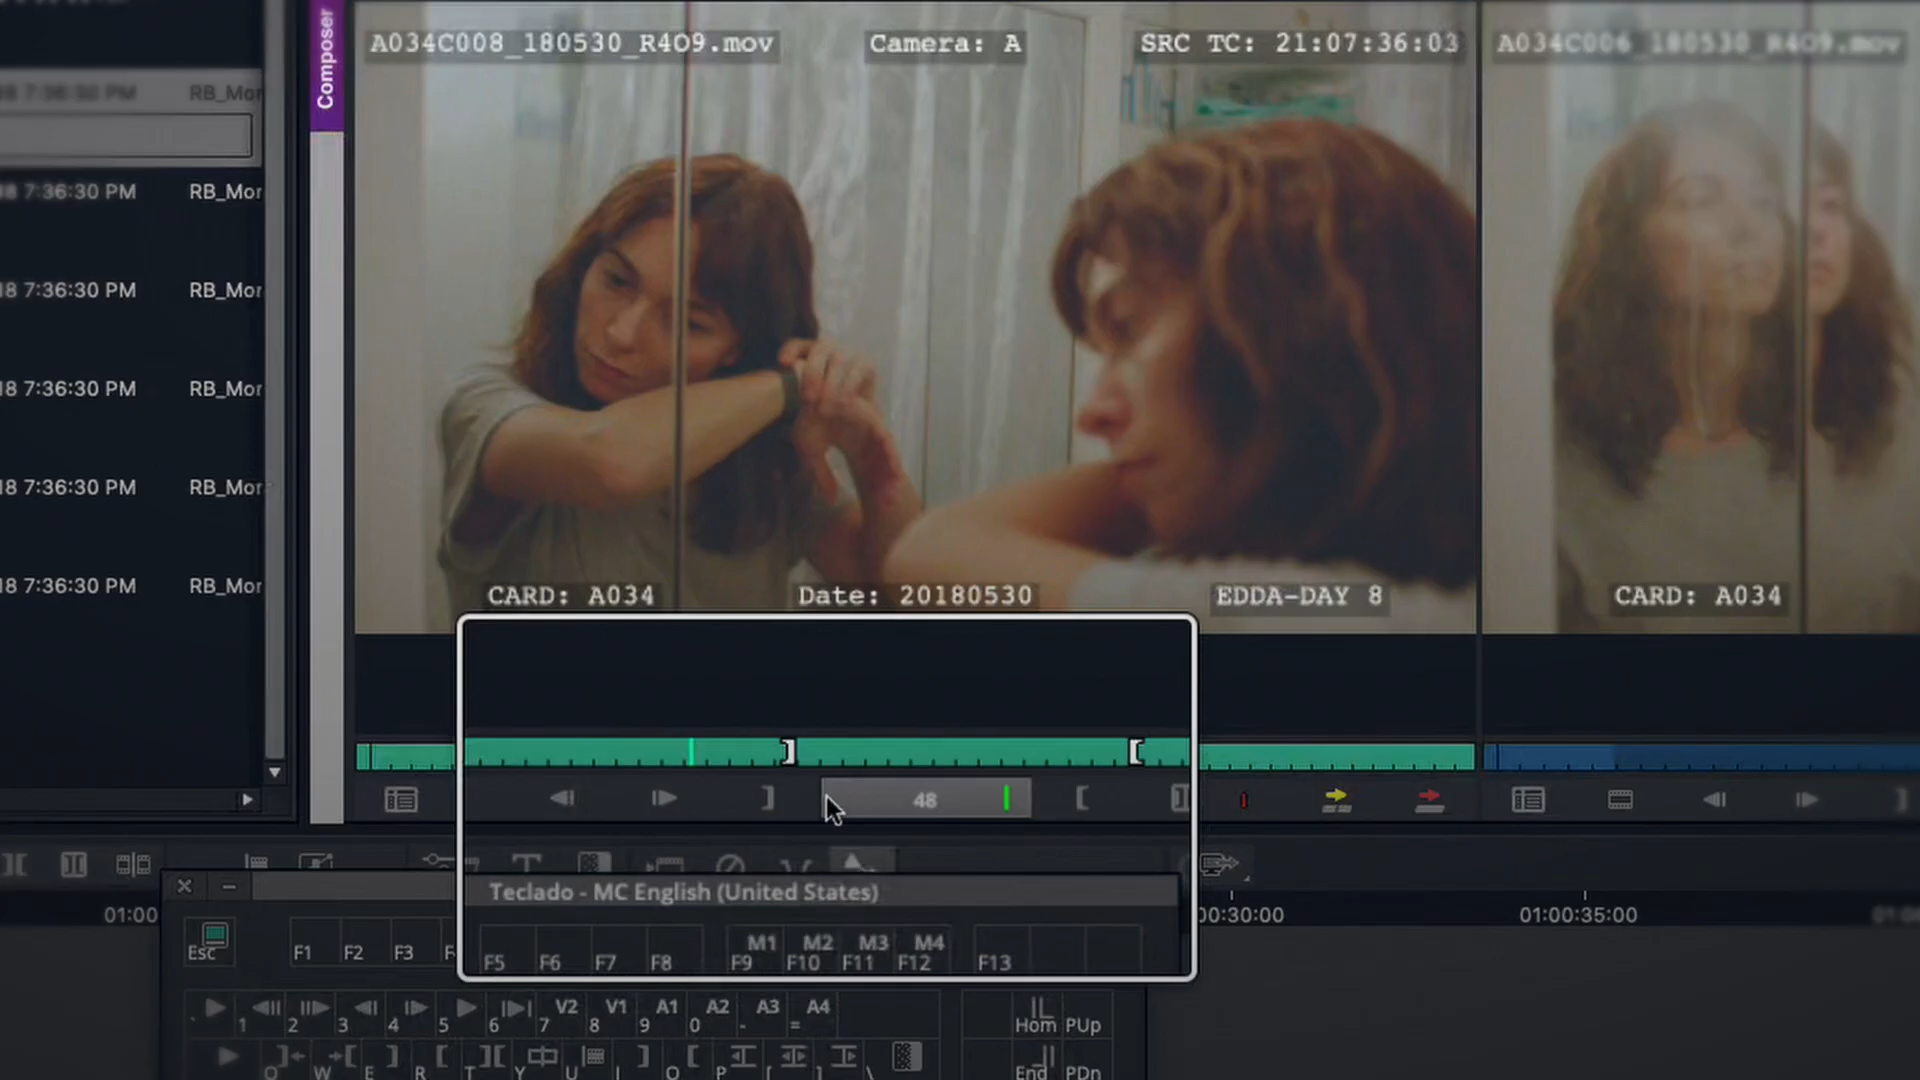 Composer
A034C008_180530_R4O9.mov
Camera: A
SRC TC: 21:07:36:03
A034C006_180530_R4O9.mov
7:36:30 PM RB_Mor
18 7:36:30 PM RB_Mor
18 7:36:30 PM RB_Mor
18 7:36:30 PM RB_Mor
18 7:36:30 PM RB_Mor
18 7:36:30 PM RB_Mor
CARD: A034
Date: 20180530
EDDA-DAY 8
CARD: A034
48
Teclado - MC English (United States)
01:00
00:30:00
01:00:35:00
Esc F1 F2 F3 F5 F6 F7 F8 F9 F10 F11 F12 F13
M1 M2 M3 M4
V2 V1 A1 A2 A3 A4
1 2 3 4 5 6 7 8 9 0 - =
Hom PUp
W E R T Y U I O P [ ] \
End PDn